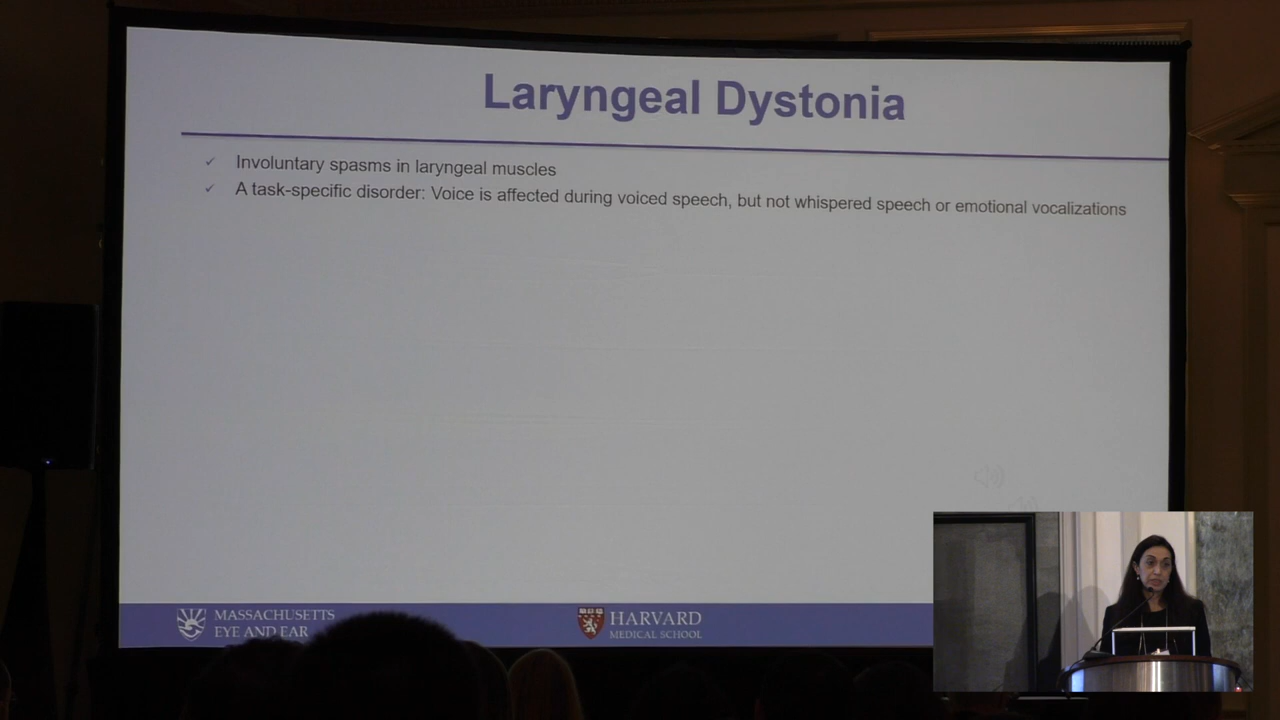 Laryngeal Dystonia
✓ Involuntary spasms in laryngeal muscles
✓ A task-specific disorder: Voice is affected during voiced speech, but not whispered speech or emotional vocalizations
MASSACHUSETTS
EYE AND EAR
HARVARD
MEDICAL SCHOOL